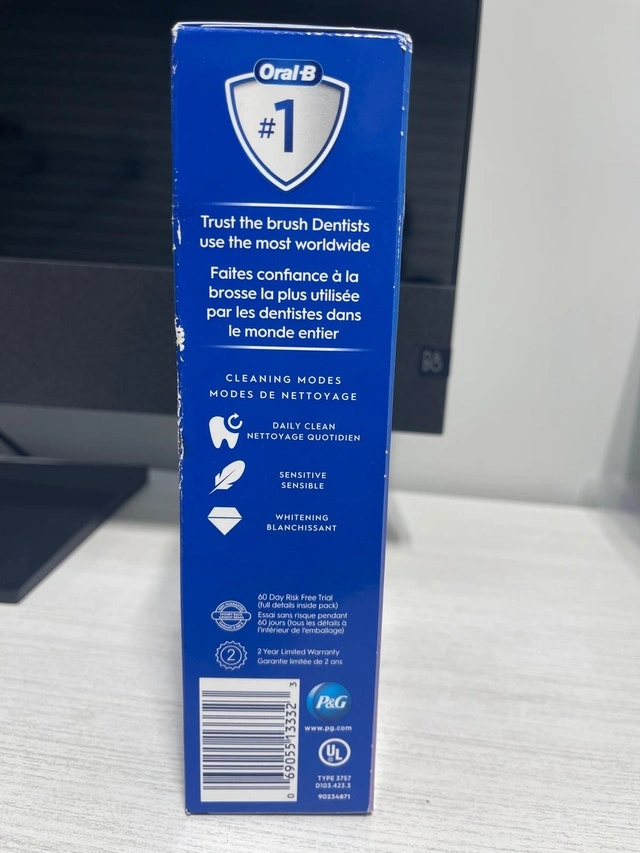 Oral-B
#1
Trust the brush Dentists
use the most worldwide
Faites confiance à la
brosse la plus utilisée
par les dentistes dans
le monde entier
CLEANING MODES
MODES DE NETTOYAGE
DAILY CLEAN
NETTOYAGE QUOTIDIEN
SENSITIVE
SENSIBLE
WHITENING
BLANCHISSANT
60 Day Risk Free Trial
(full details inside pack)
Essai sans risque pendant
60 jours (tous les détails à
l'intérieur de l'emballage)
2
2 Year Limited Warranty
Garantie limitée de 2 ans
0 69055 13332 3
P&G
www.pg.com
UL
TYPE 3757
D103.423.3
90234871